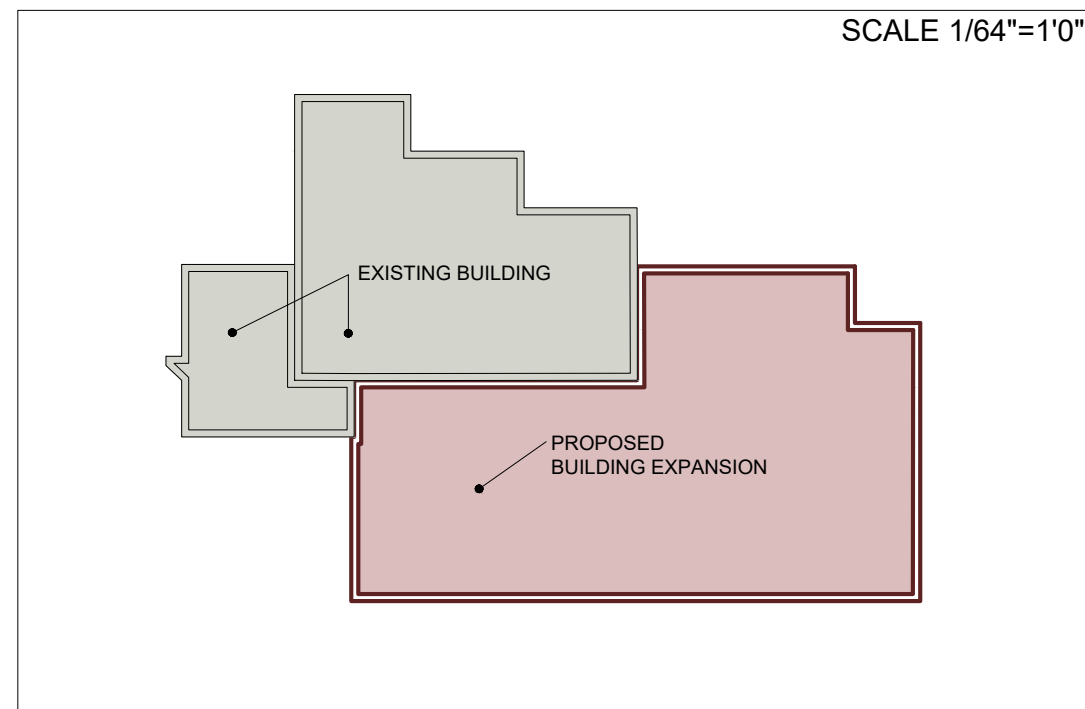 SCALE 1/64"=1'0"
EXISTING BUILDING
PROPOSED
BUILDING EXPANSION